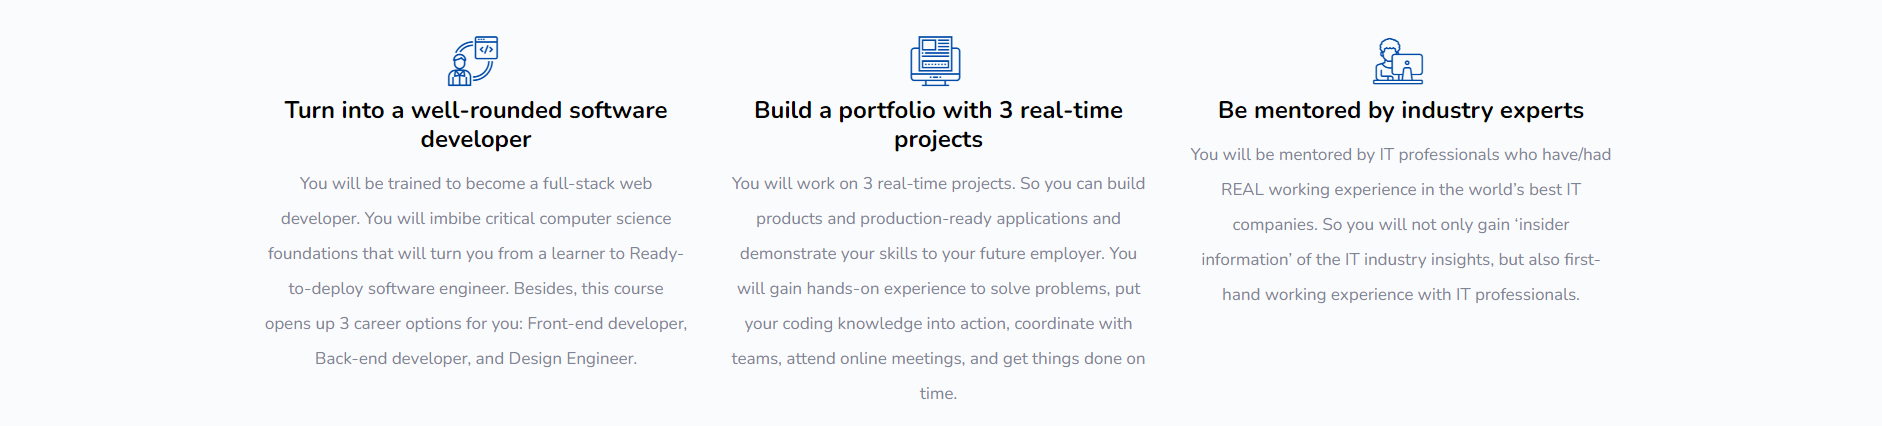 Turn into a well-rounded software
developer
You will be trained to become a full-stack web
developer. You will imbibe critical computer science
foundations that will turn you from a learner to Ready-
to-deploy software engineer. Besides, this course
opens up 3 career options for you: Front-end developer,
Back-end developer, and Design Engineer.
Build a portfolio with 3 real-time
projects
You will work on 3 real-time projects. So you can build
products and production-ready applications and
demonstrate your skills to your future employer. You
will gain hands-on experience to solve problems, put
your coding knowledge into action, coordinate with
teams, attend online meetings, and get things done on
time.
Be mentored by industry experts
You will be mentored by IT professionals who have/had
REAL working experience in the world’s best IT
companies. So you will not only gain ‘insider
information’ of the IT industry insights, but also first-
hand working experience with IT professionals.